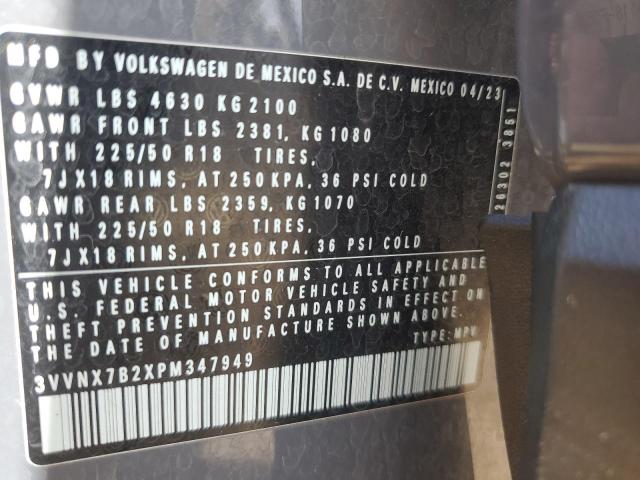 MFD BY VOLKSWAGEN DE MEXICO S.A. DE C.V. MEXICO 04/23
GVWR LBS 4630 KG 2100
GAWR FRONT LBS 2381, KG 1080
WITH 225/50 R18 TIRES,
7JX18 RIMS, AT 250 KPA, 36 PSI COLD
GAWR REAR LBS 2359, KG 1070
WITH 225/50 R18 TIRES,
7JX18 RIMS, AT 250 KPA, 36 PSI COLD
THIS VEHICLE CONFORMS TO ALL APPLICABLE
U.S. FEDERAL MOTOR VEHICLE SAFETY AND
THEFT PREVENTION STANDARDS IN EFFECT ON
THE DATE OF MANUFACTURE SHOWN ABOVE.
TYPE: MPV
3VVNX7B2XPM347949
26302 3851